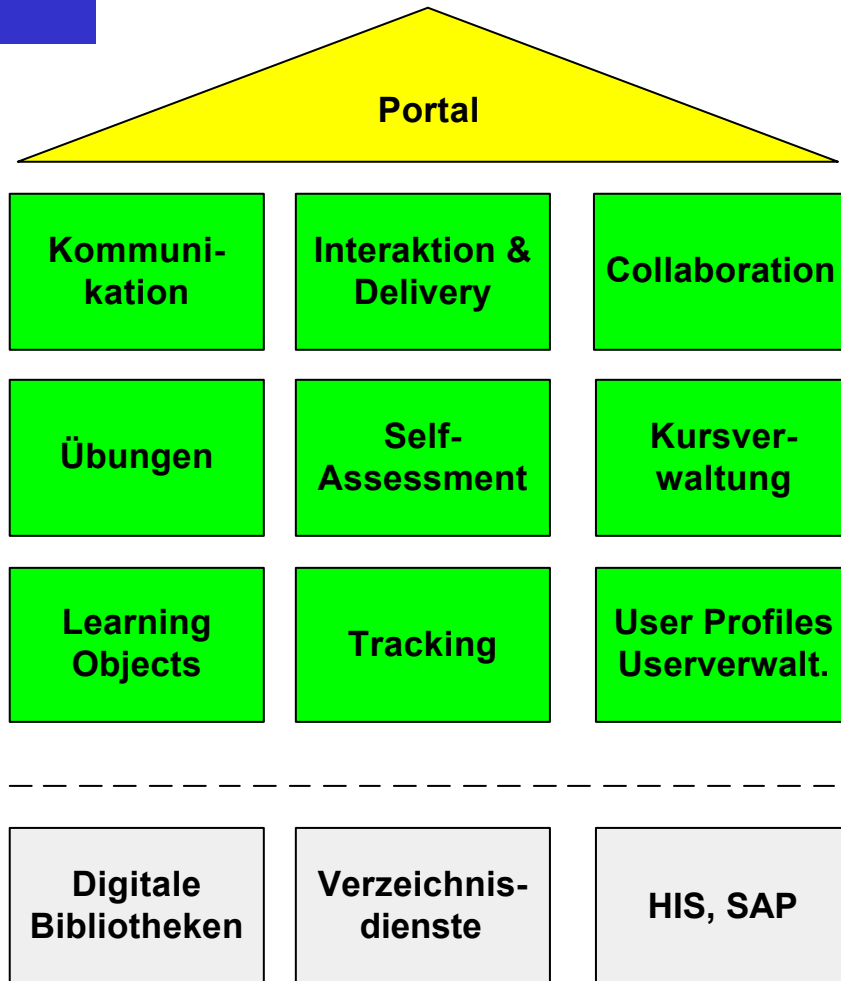 Portal
Kommuni-
kation
Interaktion &
Delivery
Collaboration
Übungen
Self-
Assessment
Kursver-
waltung
Learning
Objects
Tracking
User Profiles
Userverwalt.
Digitale
Bibliotheken
Verzeichnis-
dienste
HIS, SAP